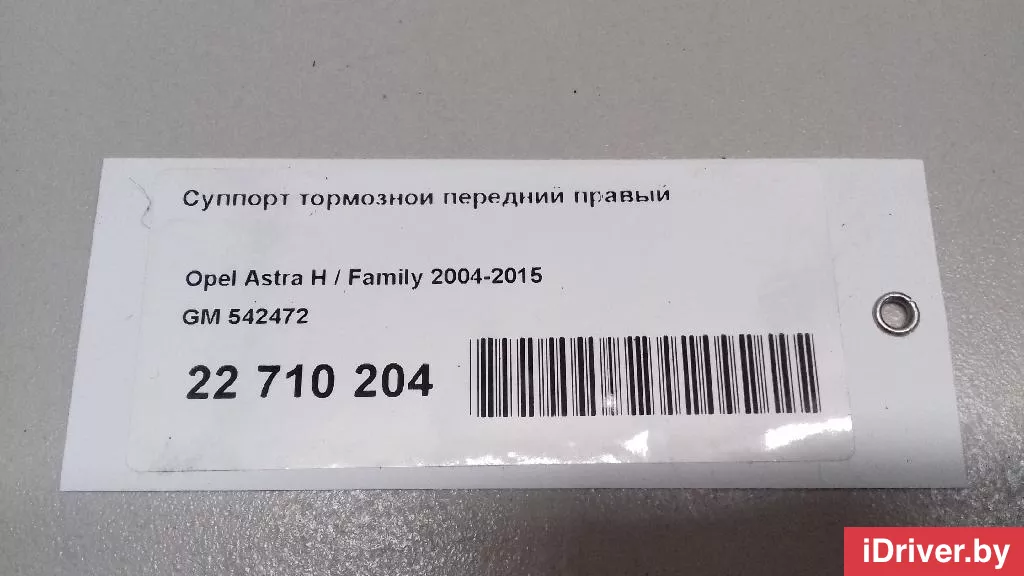 Суппорт тормозной передний правый
Opel Astra H / Family 2004-2015
GM 542472
22 710 204
iDriver.by